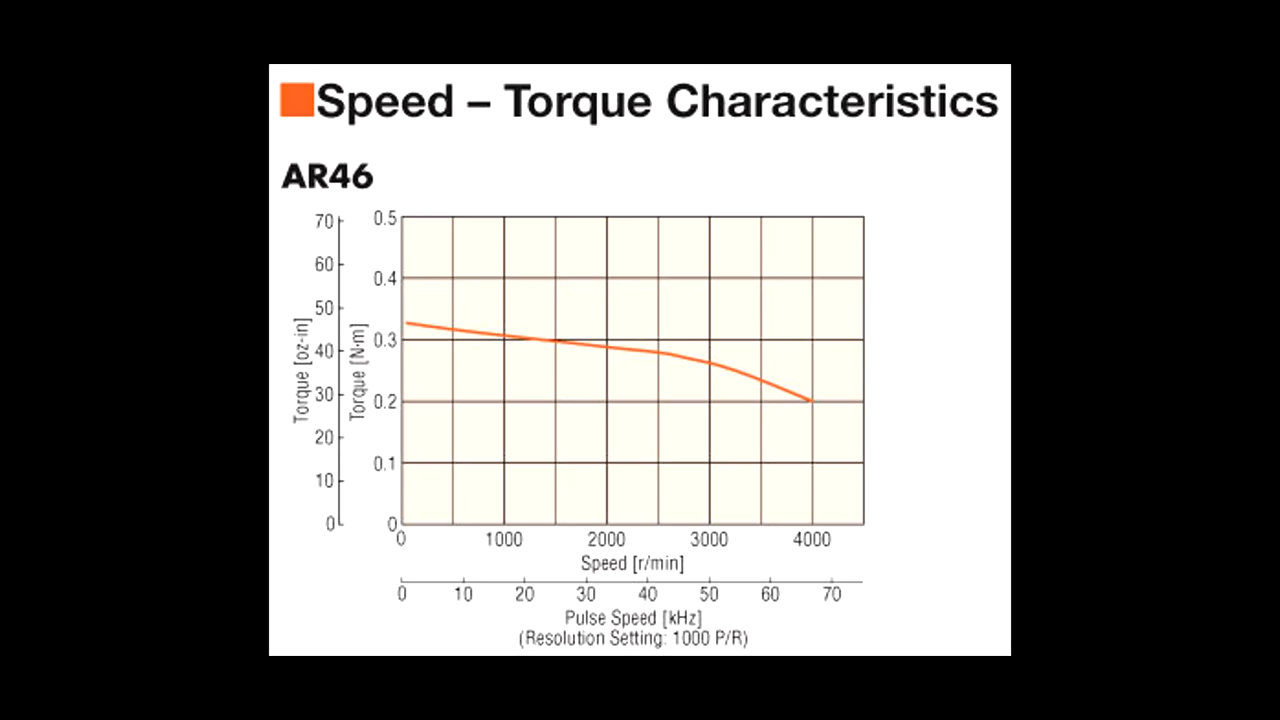 Speed – Torque Characteristics
AR46
70
60
50
40
30
20
10
0
Torque [oz-in]
Torque [N·m]
0.5
0.4
0.3
0.2
0.1
0
0 1000 2000 3000 4000
Speed [r/min]
0 10 20 30 40 50 60 70
Pulse Speed [kHz]
(Resolution Setting: 1000 P/R)